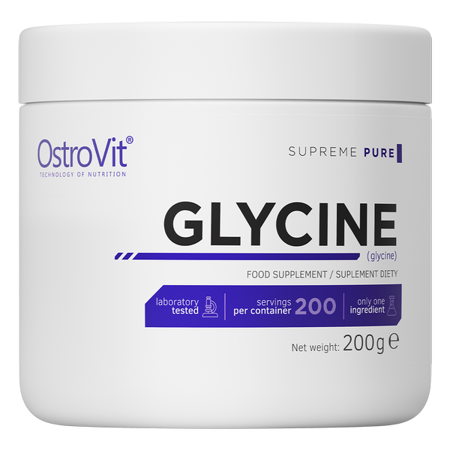 OstroVit®
TECHNOLOGY OF NUTRITION
SUPREME PURE
GLYCINE
(glycine)
FOOD SUPPLEMENT / SUPLEMENT DIETY
laboratory
tested
servings
per container 200
only one
ingredient
Net weight: 200g ℮